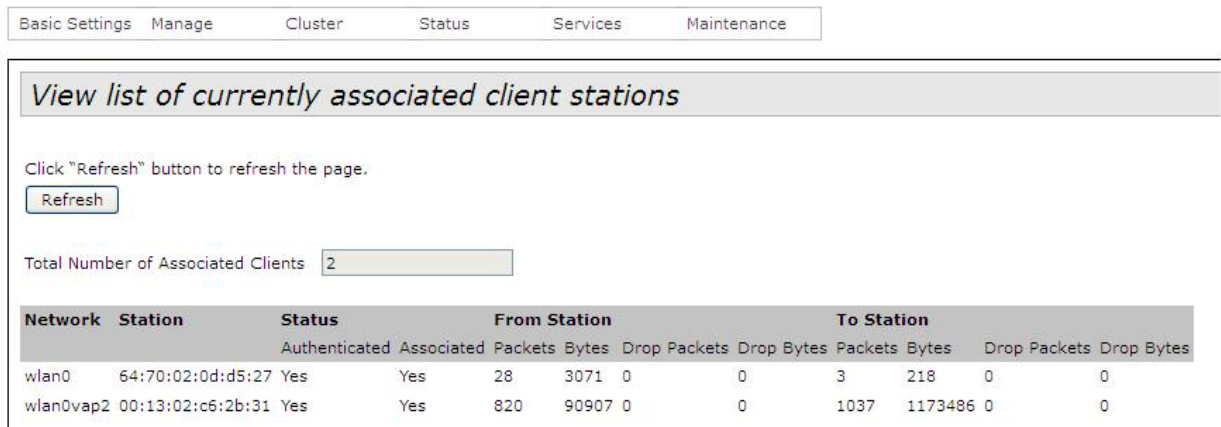 Basic Settings Manage Cluster Status Services Maintenance
View list of currently associated client stations
Click "Refresh" button to refresh the page.
Refresh
Total Number of Associated Clients 2
Network Station Status From Station To Station
Authenticated Associated Packets Bytes Drop Packets Drop Bytes Packets Bytes Drop Packets Drop Bytes
wlan0 64:70:02:0d:d5:27 Yes Yes 28 3071 0 0 3 218 0 0
wlan0vap2 00:13:02:c6:2b:31 Yes Yes 820 90907 0 0 1037 1173486 0 0